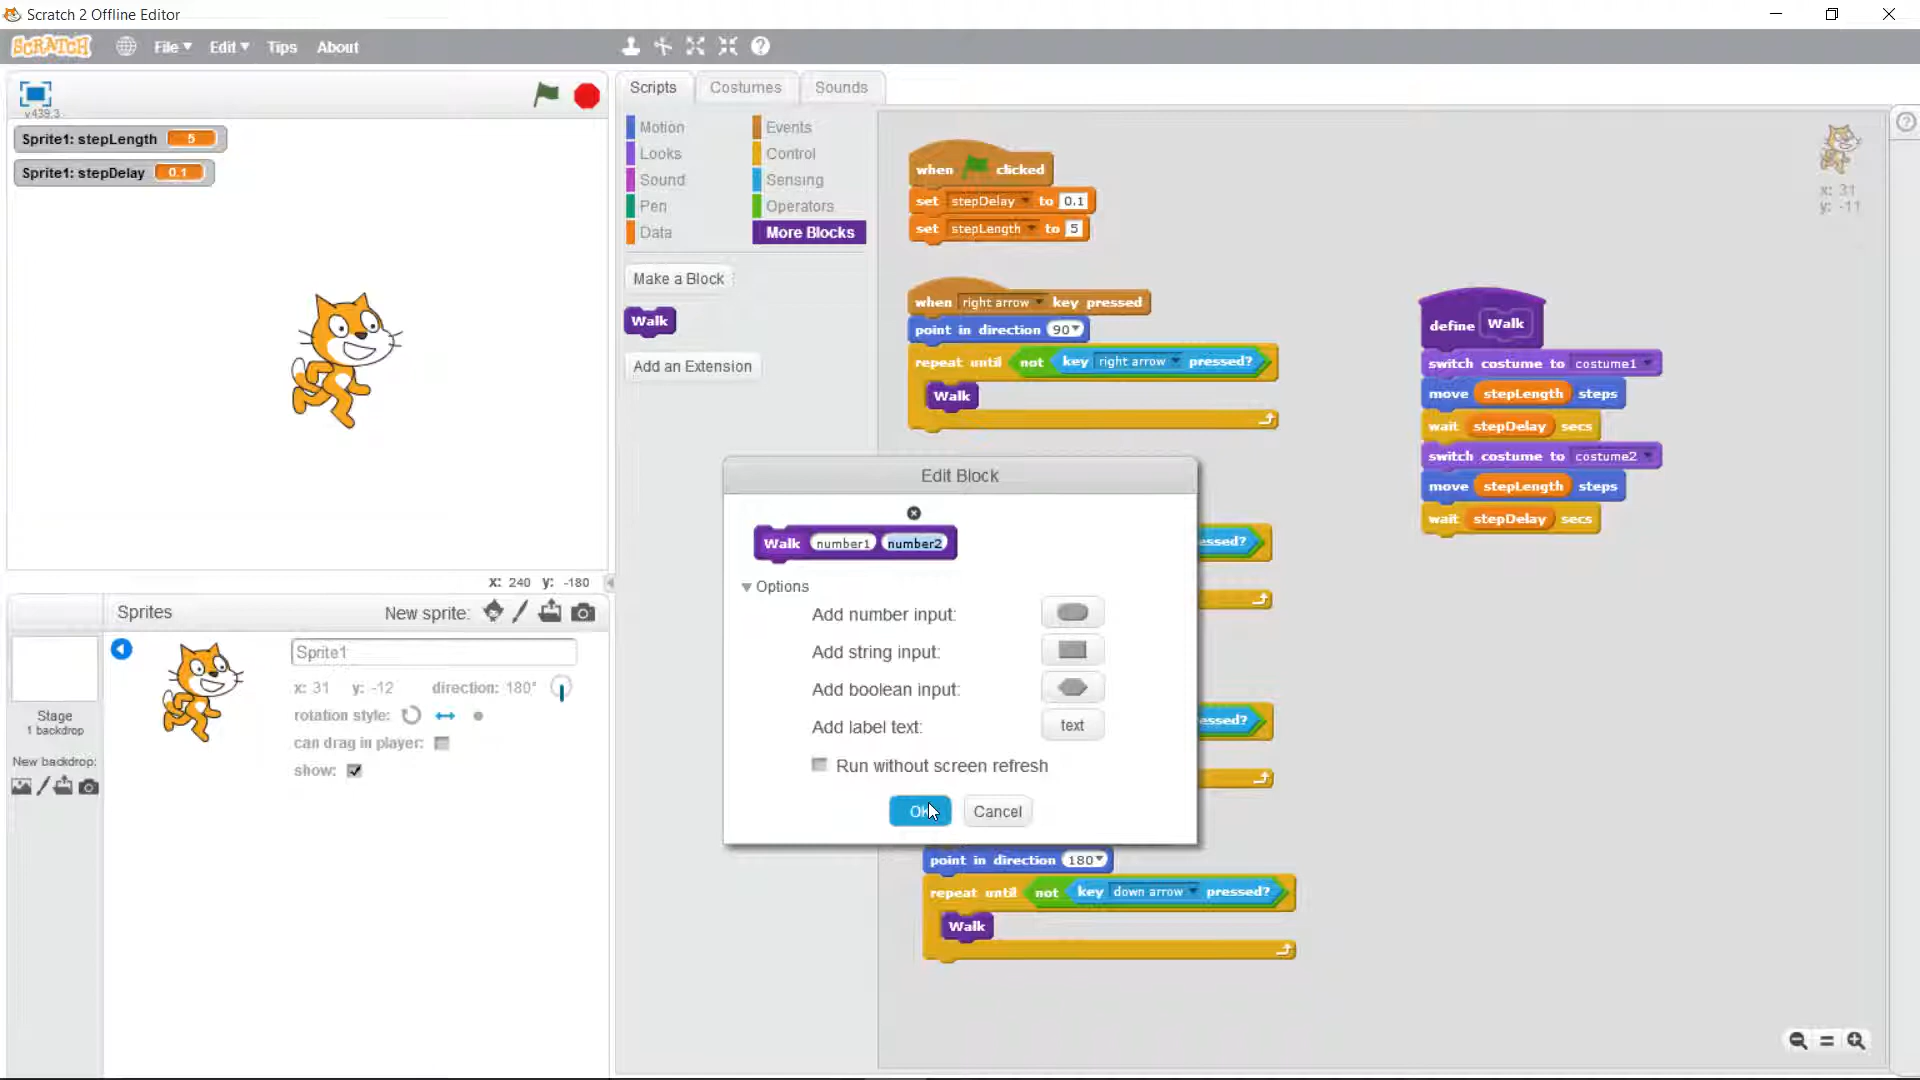 Scratch 2 Offline Editor
SCRATCH File Edit Tips About
v439.3
Sprite1: stepLength 5
Sprite1: stepDelay 0.1
x: 240 y: -180
Sprites New sprite:
Sprite1
x: 31 y: -12 direction: 180°
rotation style:
can drag in player:
show:
Stage
1 backdrop
New backdrop:
Scripts Costumes Sounds
Motion Events
Looks Control
Sound Sensing
Pen Operators
Data More Blocks
Make a Block
Walk
Add an Extension
when clicked
set stepDelay to 0.1
set stepLength to 5
when right arrow key pressed
point in direction 90
repeat until not key right arrow pressed?
Walk
Edit Block
Walk number1 number2
Options
Add number input:
Add string input:
Add boolean input:
Add label text: text
Run without screen refresh
Cancel
point in direction 180
repeat until not key down arrow pressed?
Walk
define Walk
switch costume to costume1
move stepLength steps
wait stepDelay secs
switch costume to costume2
move stepLength steps
wait stepDelay secs
x: 31
y: -11